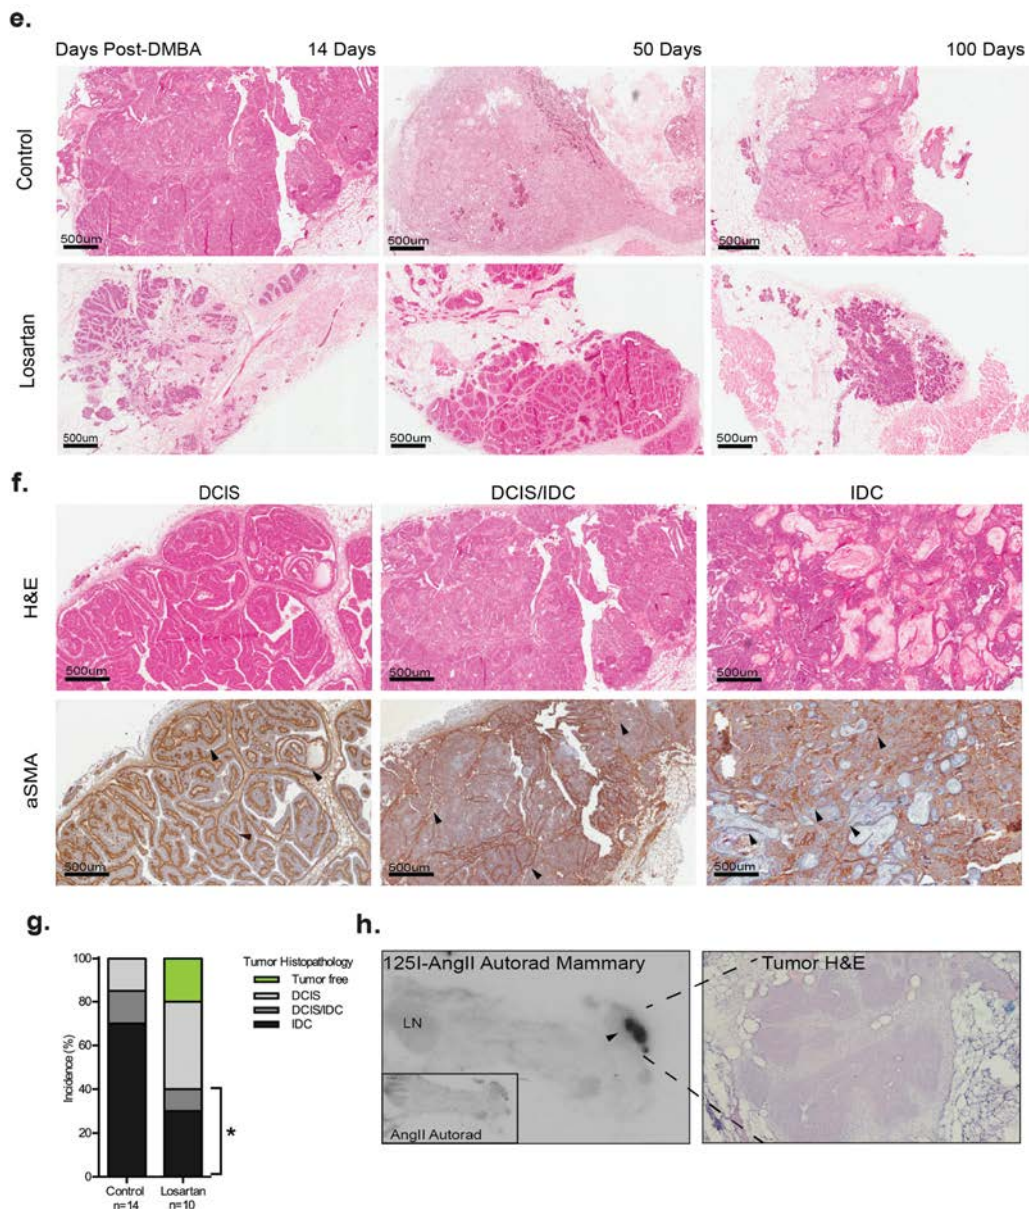 e.
Days Post-DMBA 14 Days 50 Days 100 Days
Control
500um 500um 500um
Losartan
500um 500um 500um
f.
DCIS DCIS/IDC IDC
H&E
500um 500um 500um
aSMA
500um 500um 500um
g.
100
80
60
40
20
0
Incidence (%)
Control
n=14
Losartan
n=10
*
Tumor Histopathology
Tumor free
DCIS
DCIS/IDC
IDC
h.
125I-AngII Autorad Mammary
LN
AngII Autorad
Tumor H&E